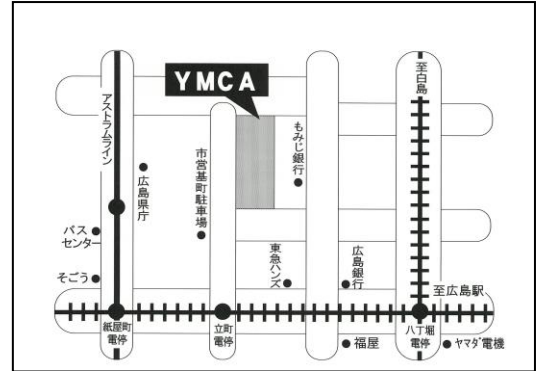 YMCA
至白島
アストラムライン
もみじ銀行
市営基町駐車場
広島県庁
バス
センター
東急ハンズ
広島銀行
そごう
至広島駅
紙屋町
電停
立町
電停
八丁堀
電停
福屋
ヤマダ電機